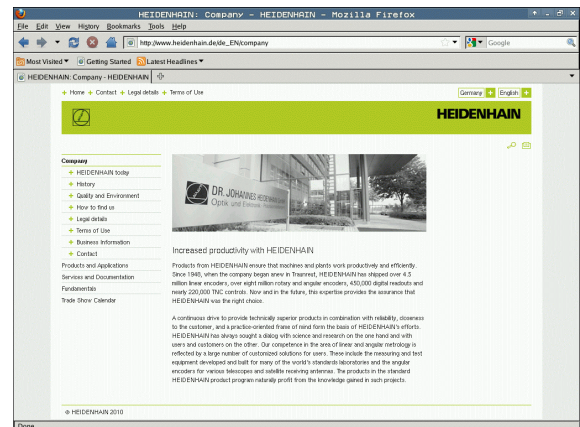 HEIDENHAIN: Company - HEIDENHAIN - Mozilla Firefox
File Edit View History Bookmarks Tools Help
http://www.heidenhain.de/de_EN/company
Google
Most Visited Getting Started Latest Headlines
HEIDENHAIN: Company - HEIDENHAIN
Home + Contact + Legal details + Terms of Use
Germany + English +
HEIDENHAIN
Company
+ HEIDENHAIN today
+ History
+ Quality and Environment
+ How to find us
+ Legal details
+ Terms of Use
+ Business Information
+ Contact
Products and Applications
Services and Documentation
Fundamentals
Trade Show Calendar
DR. JOHANNES HEIDENHAIN
Optik und Elektronik
Increased productivity with HEIDENHAIN
Products from HEIDENHAIN ensure that machines and plants work productively and efficiently.
Since 1948, when the company began anew in Traunreut, HEIDENHAIN has shipped over 4.5
million linear encoders, over eight million rotary and angular encoders, 450,000 digital readouts and
nearly 220,000 TNC controls. Now and in the future, this expertise provides the assurance that
HEIDENHAIN was the right choice.
A continuous drive to provide technically superior products in combination with reliability, closeness
to the customer, and a practice-oriented frame of mind form the basis of HEIDENHAIN's efforts.
HEIDENHAIN has always sought a dialog with science and research on the one hand and with
users and customers on the other. Our competence in the area of linear and angular metrology is
reflected by a large number of customized solutions for users. These include the measuring and test
equipment developed and built for many of the world's standards laboratories and the angular
encoders for various telescopes and satellite receiving antennas. The products in the standard
HEIDENHAIN product program naturally profit from the knowledge gained in such projects.
© HEIDENHAIN 2010
Done